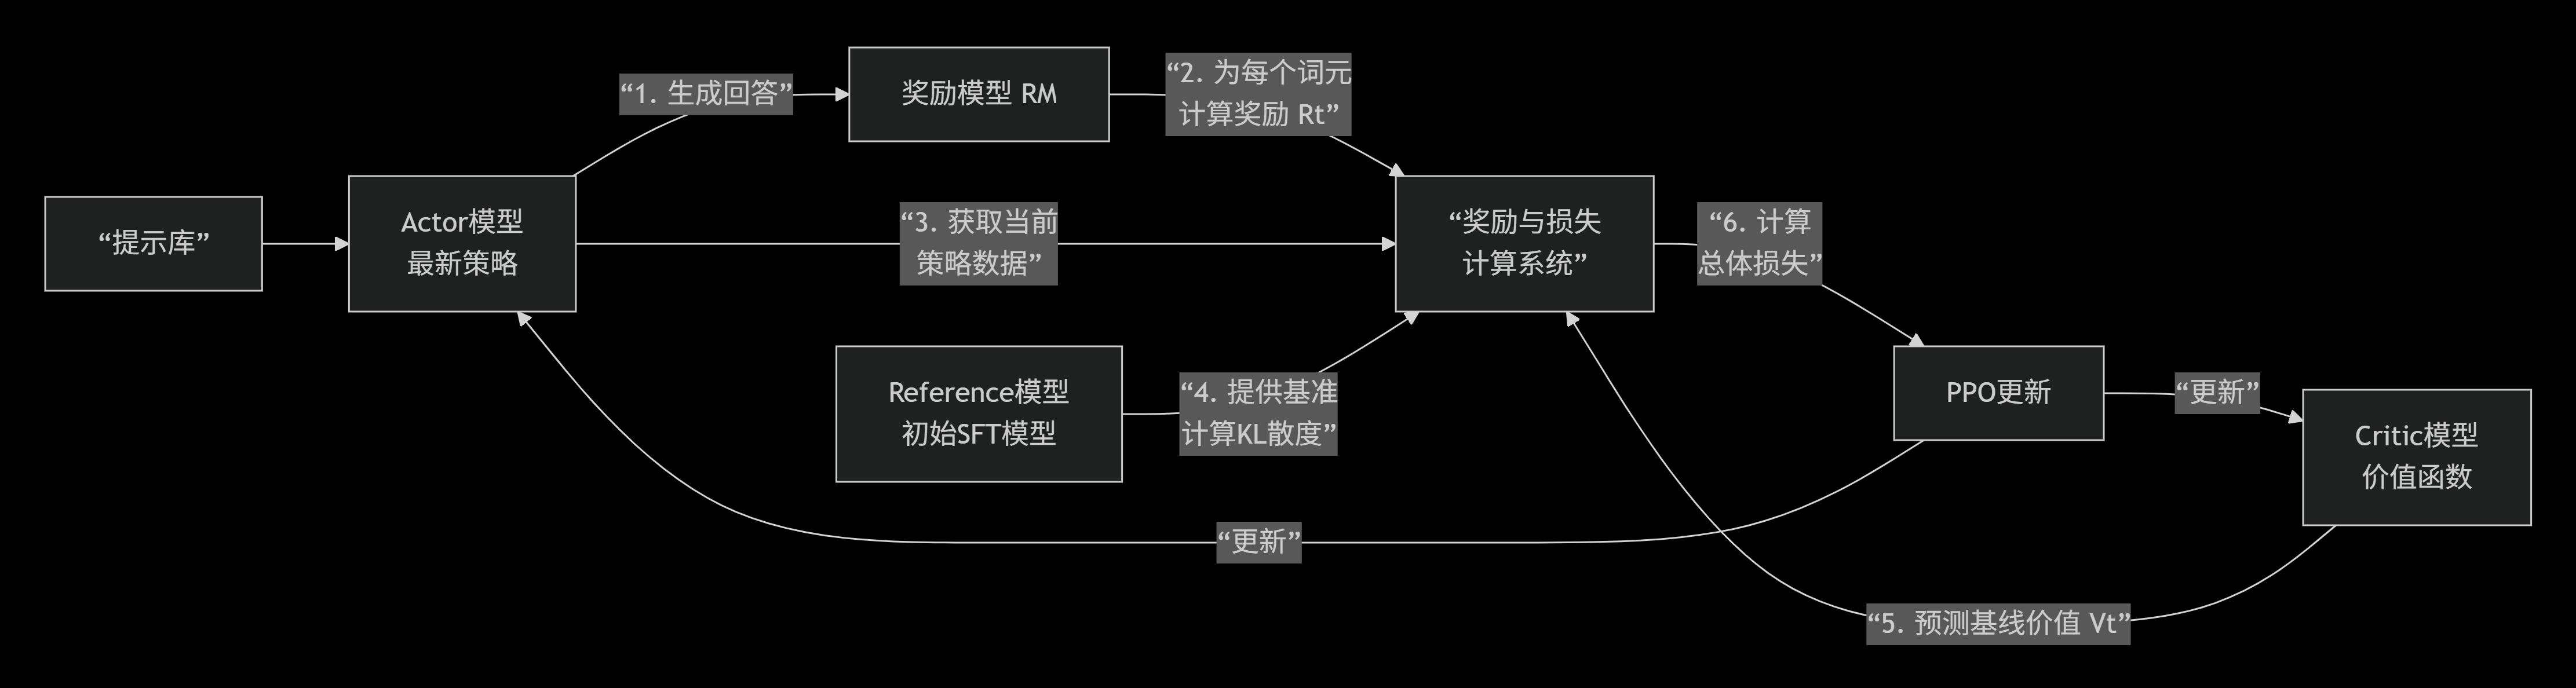 “提示库”
Actor模型
最新策略
“1. 生成回答”
奖励模型 RM
“2. 为每个词元
计算奖励 Rt”
“3. 获取当前
策略数据”
Reference模型
初始SFT模型
“4. 提供基准
计算KL散度”
“奖励与损失
计算系统”
“6. 计算
总体损失”
PPO更新
“更新”
Critic模型
价值函数
“更新”
“5. 预测基线价值 Vt”